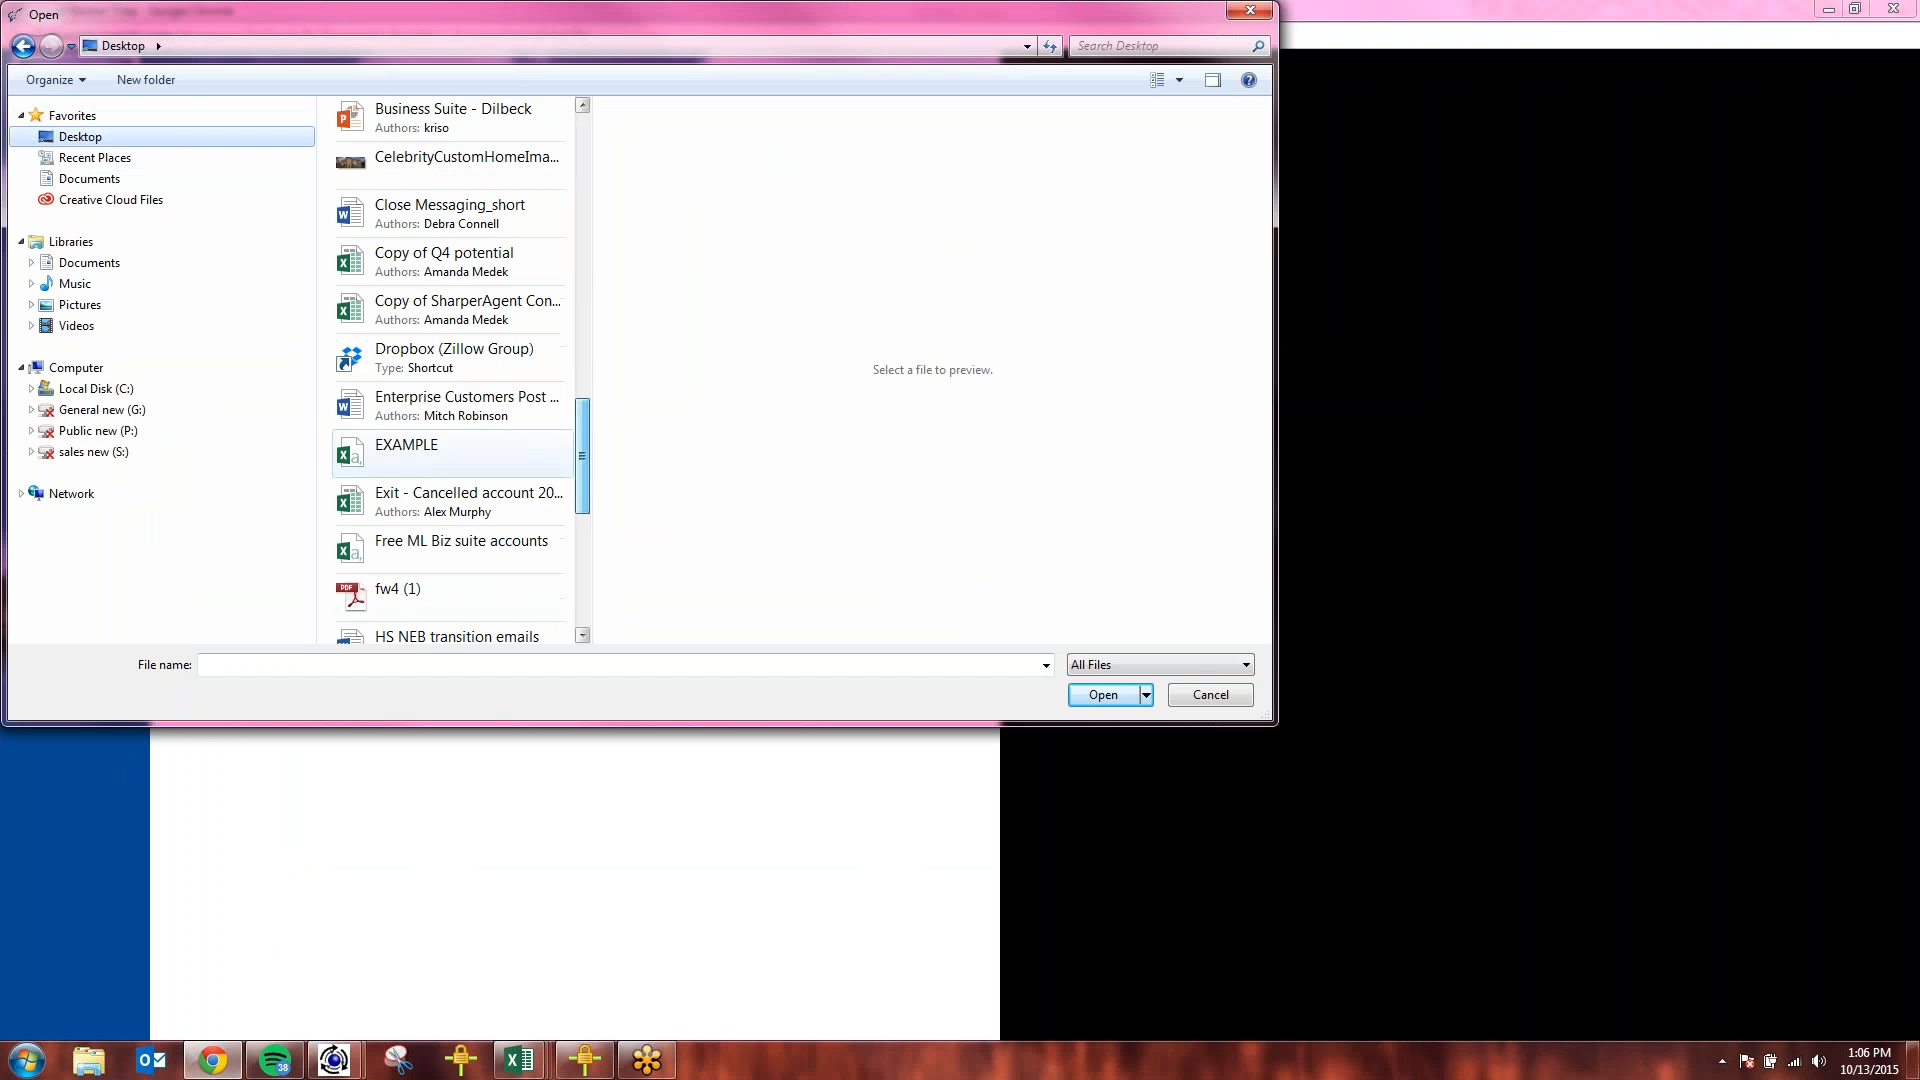 Open
Desktop
Search Desktop
Organize
New folder
Favorites
Desktop
Recent Places
Documents
Creative Cloud Files
Libraries
Documents
Music
Pictures
Videos
Computer
Local Disk (C:)
General new (G:)
Public new (P:)
sales new (S:)
Network
Business Suite - Dilbeck
Authors: kriso
CelebrityCustomHomeIma...
Close Messaging_short
Authors: Debra Connell
Copy of Q4 potential
Authors: Amanda Medek
Copy of SharperAgent Con...
Authors: Amanda Medek
Dropbox (Zillow Group)
Type: Shortcut
Enterprise Customers Post ...
Authors: Mitch Robinson
EXAMPLE
Exit - Cancelled account 20...
Authors: Alex Murphy
Free ML Biz suite accounts
fw4 (1)
HS NEB transition emails
Select a file to preview.
File name:
All Files
Open
Cancel
38
1:06 PM
10/13/2015